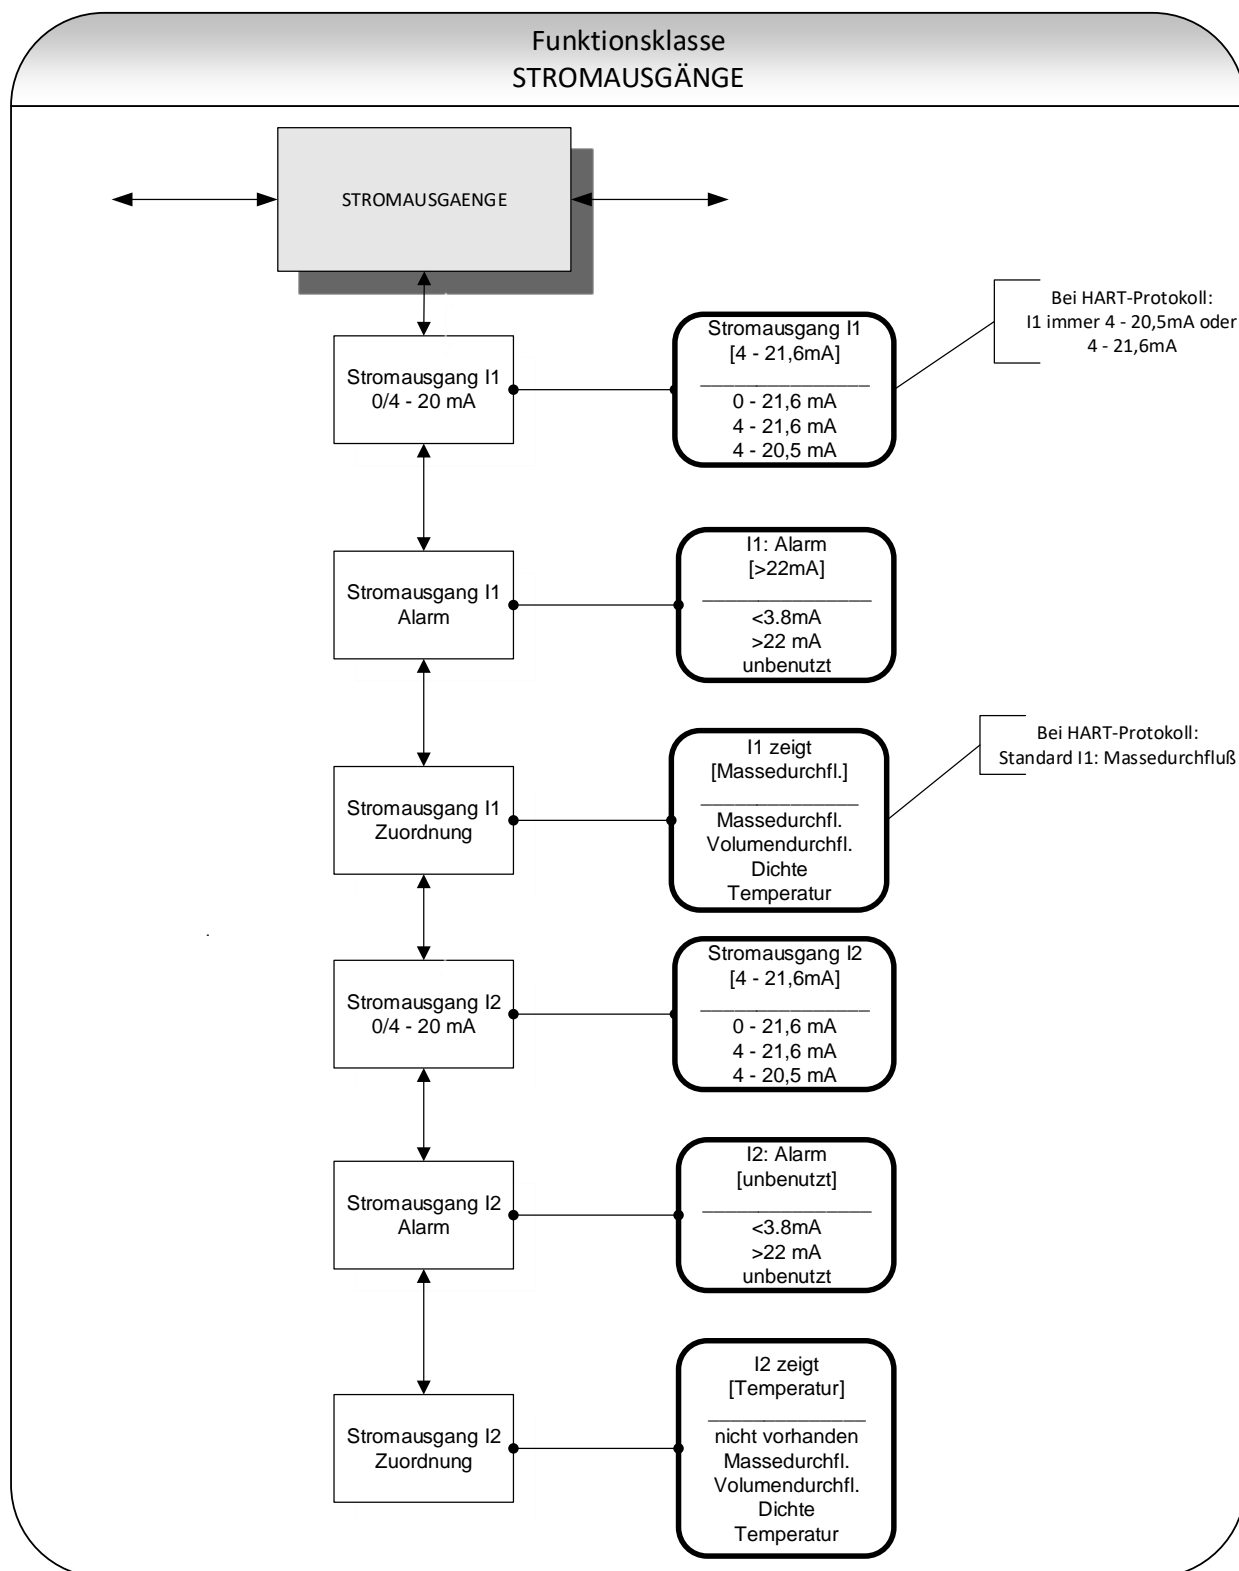 Funktionsklasse
STROMAUSGÄNGE
STROMAUSGAENGE
Stromausgang I1
0/4 - 20 mA
Stromausgang I1
[4 - 21,6mA]
0 - 21,6 mA
4 - 21,6 mA
4 - 20,5 mA
Bei HART-Protokoll:
I1 immer 4 - 20,5mA oder
4 - 21,6mA
Stromausgang I1
Alarm
I1: Alarm
[>22mA]
<3.8mA
>22 mA
unbenutzt
Stromausgang I1
Zuordnung
I1 zeigt
[Massedurchfl.]
Massedurchfl.
Volumendurchfl.
Dichte
Temperatur
Bei HART-Protokoll:
Standard I1: Massedurchfluß
Stromausgang I2
0/4 - 20 mA
Stromausgang I2
[4 - 21,6mA]
0 - 21,6 mA
4 - 21,6 mA
4 - 20,5 mA
Stromausgang I2
Alarm
I2: Alarm
[unbenutzt]
<3.8mA
>22 mA
unbenutzt
Stromausgang I2
Zuordnung
I2 zeigt
[Temperatur]
nicht vorhanden
Massedurchfl.
Volumendurchfl.
Dichte
Temperatur